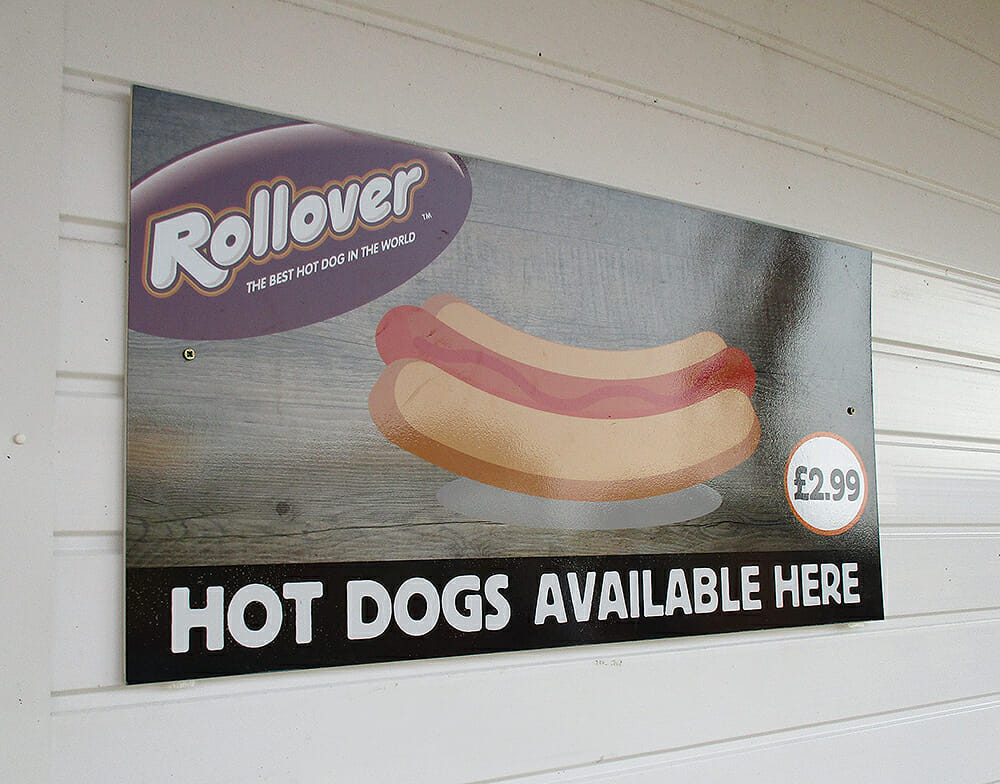 Rollover™
THE BEST HOT DOG IN THE WORLD
£2.99
HOT DOGS AVAILABLE HERE